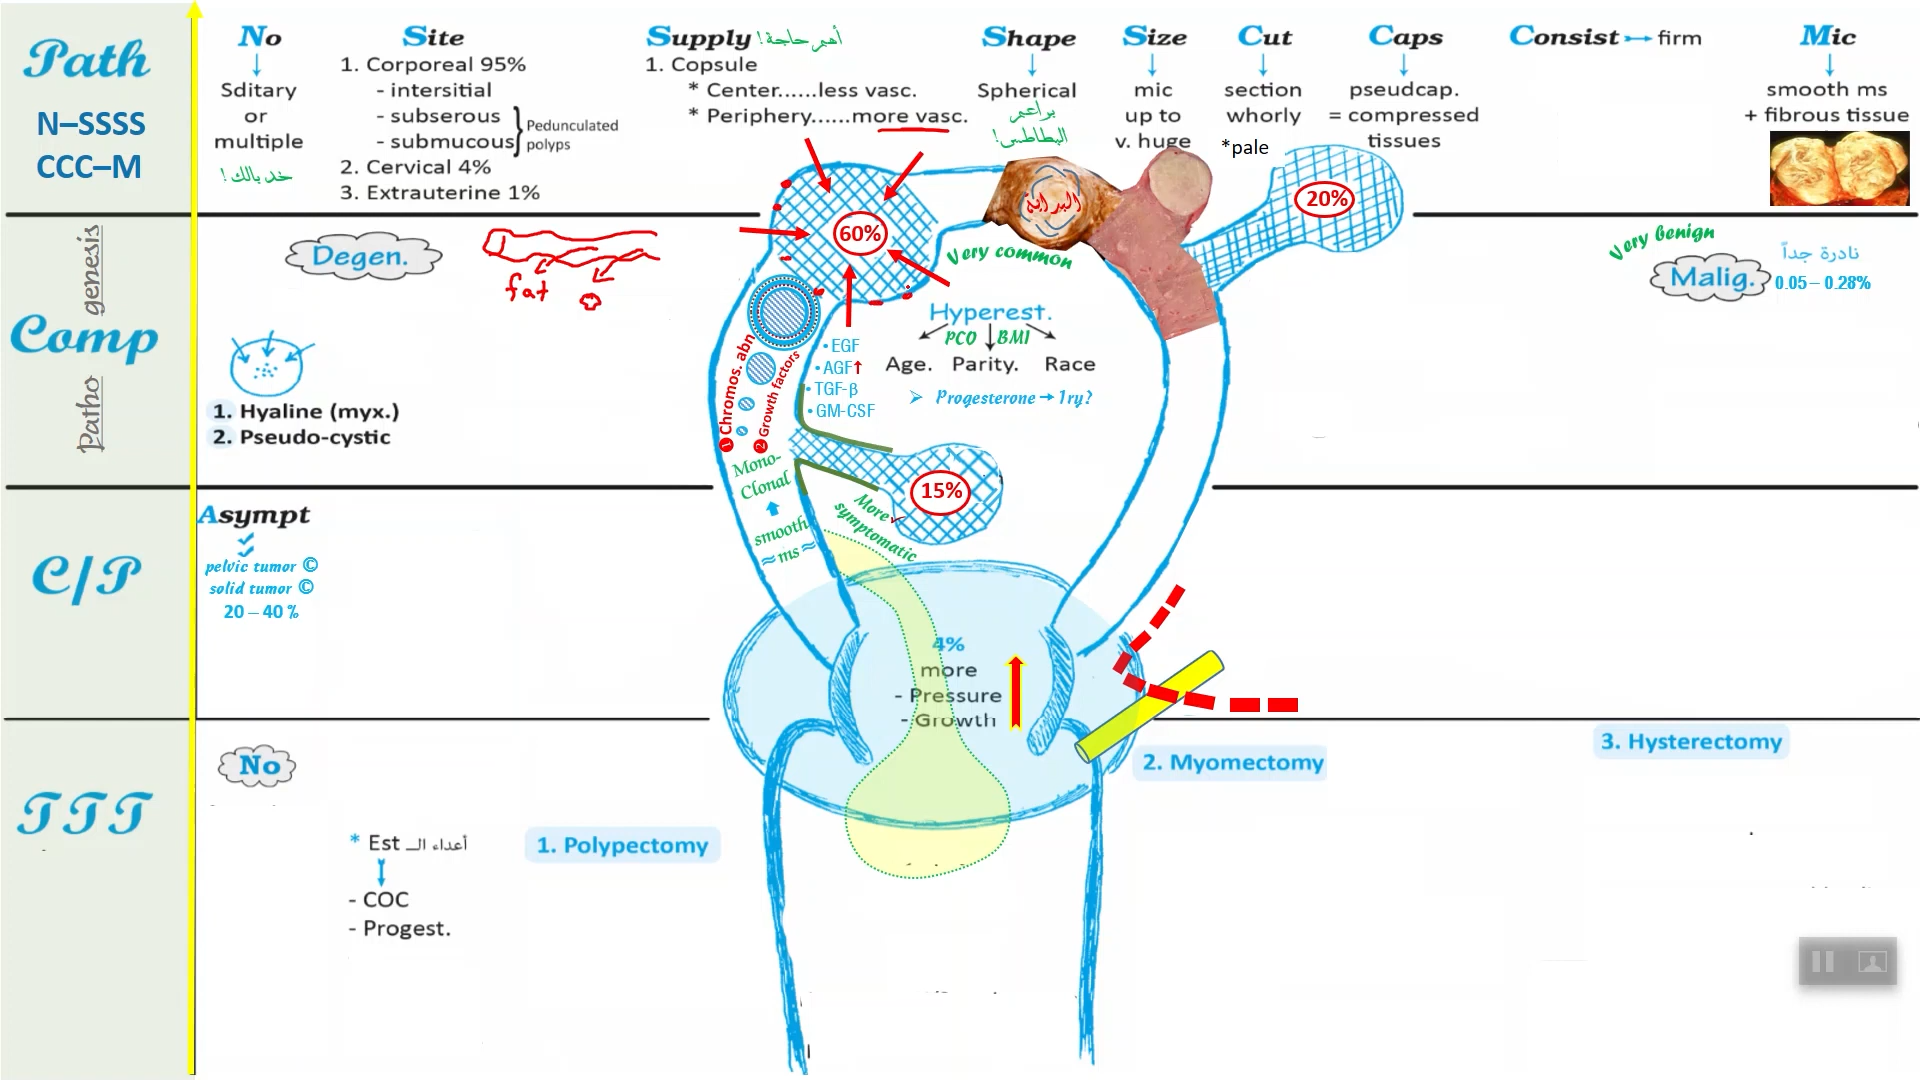 Path
N–SSSS
CCC–M
No
Sditary
or
multiple
خد بالك !
Site
1. Corporeal 95%
- intersitial
- subserous
- submucous
Pedunculated
polyps
2. Cervical 4%
3. Extrauterine 1%
Supply أهم حاجة !
1. Copsule
* Center......less vasc.
* Periphery......more vasc.
Shape
Spherical
براعم
البطاطس !
Size
mic
up to
v. huge
Cut
section
whorly
*pale
Caps
pseudcap.
= compressed
tissues
Consist firm
Mic
smooth ms
+ fibrous tissue
Patho genesis
Comp
Degen.
fat
1. Hyaline (myx.)
2. Pseudo-cystic
60%
البداية
20%
Very common
Hyperest.
PCO BMI
Age. Parity. Race
➢ Progesterone → 1ry?
• EGF
• AGF↑
• TGF-β
• GM-CSF
1 Chromos. abn
2 Growth factors
Mono-
Clonal
smooth
≈ ms ≈
15%
More
symptomatic
Very benign
Malig.
نادرة جداً
0.05 – 0.28%
C/P
Asympt
pelvic tumor ©
solid tumor ©
20 – 40 %
4%
more
- Pressure
- Growth
TTT
No
* Est أعداء الـ
- COC
- Progest.
1. Polypectomy
2. Myomectomy
3. Hysterectomy